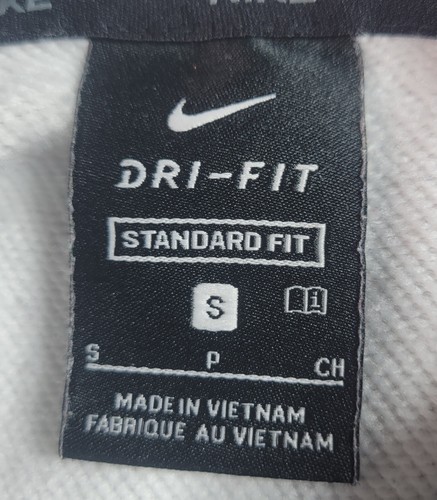 DRI-FIT
STANDARD FIT
S
S P CH
MADE IN VIETNAM
FABRIQUE AU VIETNAM